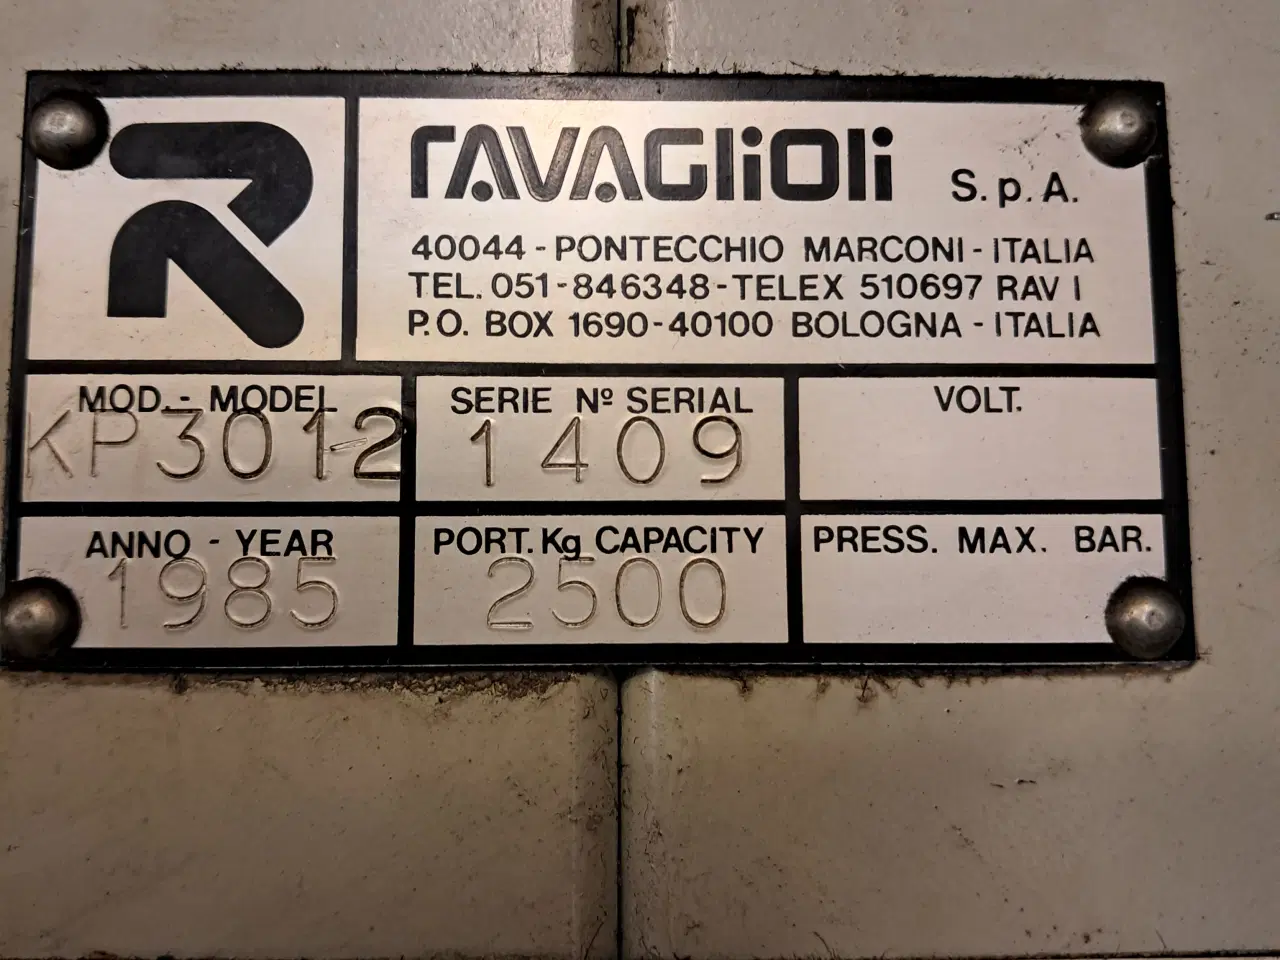 RAVAGLIOLI S.p.A.
40044 - PONTECCHIO MARCONI - ITALIA
TEL. 051-846348 - TELEX 510697 RAV I
P.O. BOX 1690-40100 BOLOGNA - ITALIA
MOD. - MODEL
KP301-2
SERIE Nº SERIAL
1409
VOLT.
ANNO - YEAR
1985
PORT. Kg CAPACITY
2500
PRESS. MAX. BAR.